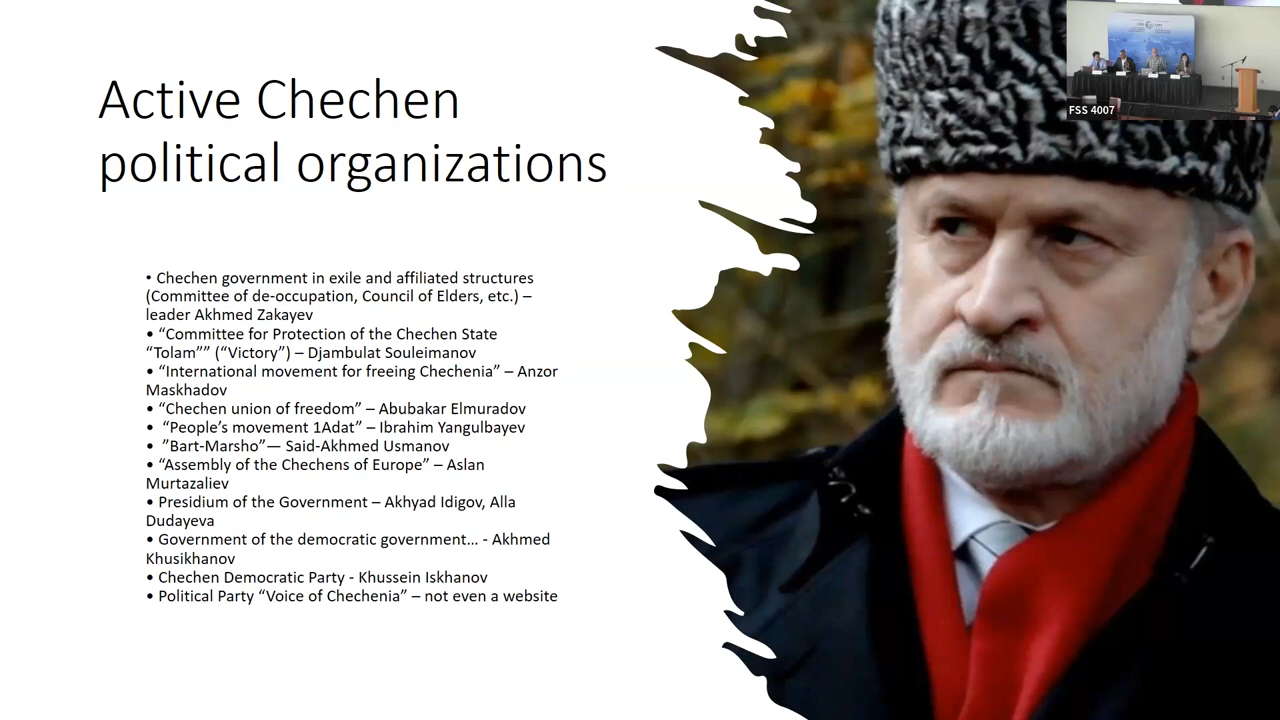 Active Chechen
political organizations
• Chechen government in exile and affiliated structures
(Committee of de-occupation, Council of Elders, etc.) –
leader Akhmed Zakayev
• “Committee for Protection of the Chechen State
“Tolam”” (“Victory”) – Djambulat Souleimanov
• “International movement for freeing Chechenia” – Anzor
Maskhadov
• “Chechen union of freedom” – Abubakar Elmuradov
• “People’s movement 1Adat” – Ibrahim Yangulbayev
• ”Bart-Marsho”— Said-Akhmed Usmanov
• “Assembly of the Chechens of Europe” – Aslan
Murtazaliev
• Presidium of the Government – Akhyad Idigov, Alla
Dudayeva
• Government of the democratic government… - Akhmed
Khusikhanov
• Chechen Democratic Party - Khussein Iskhanov
• Political Party “Voice of Chechenia” – not even a website
FSS 4007